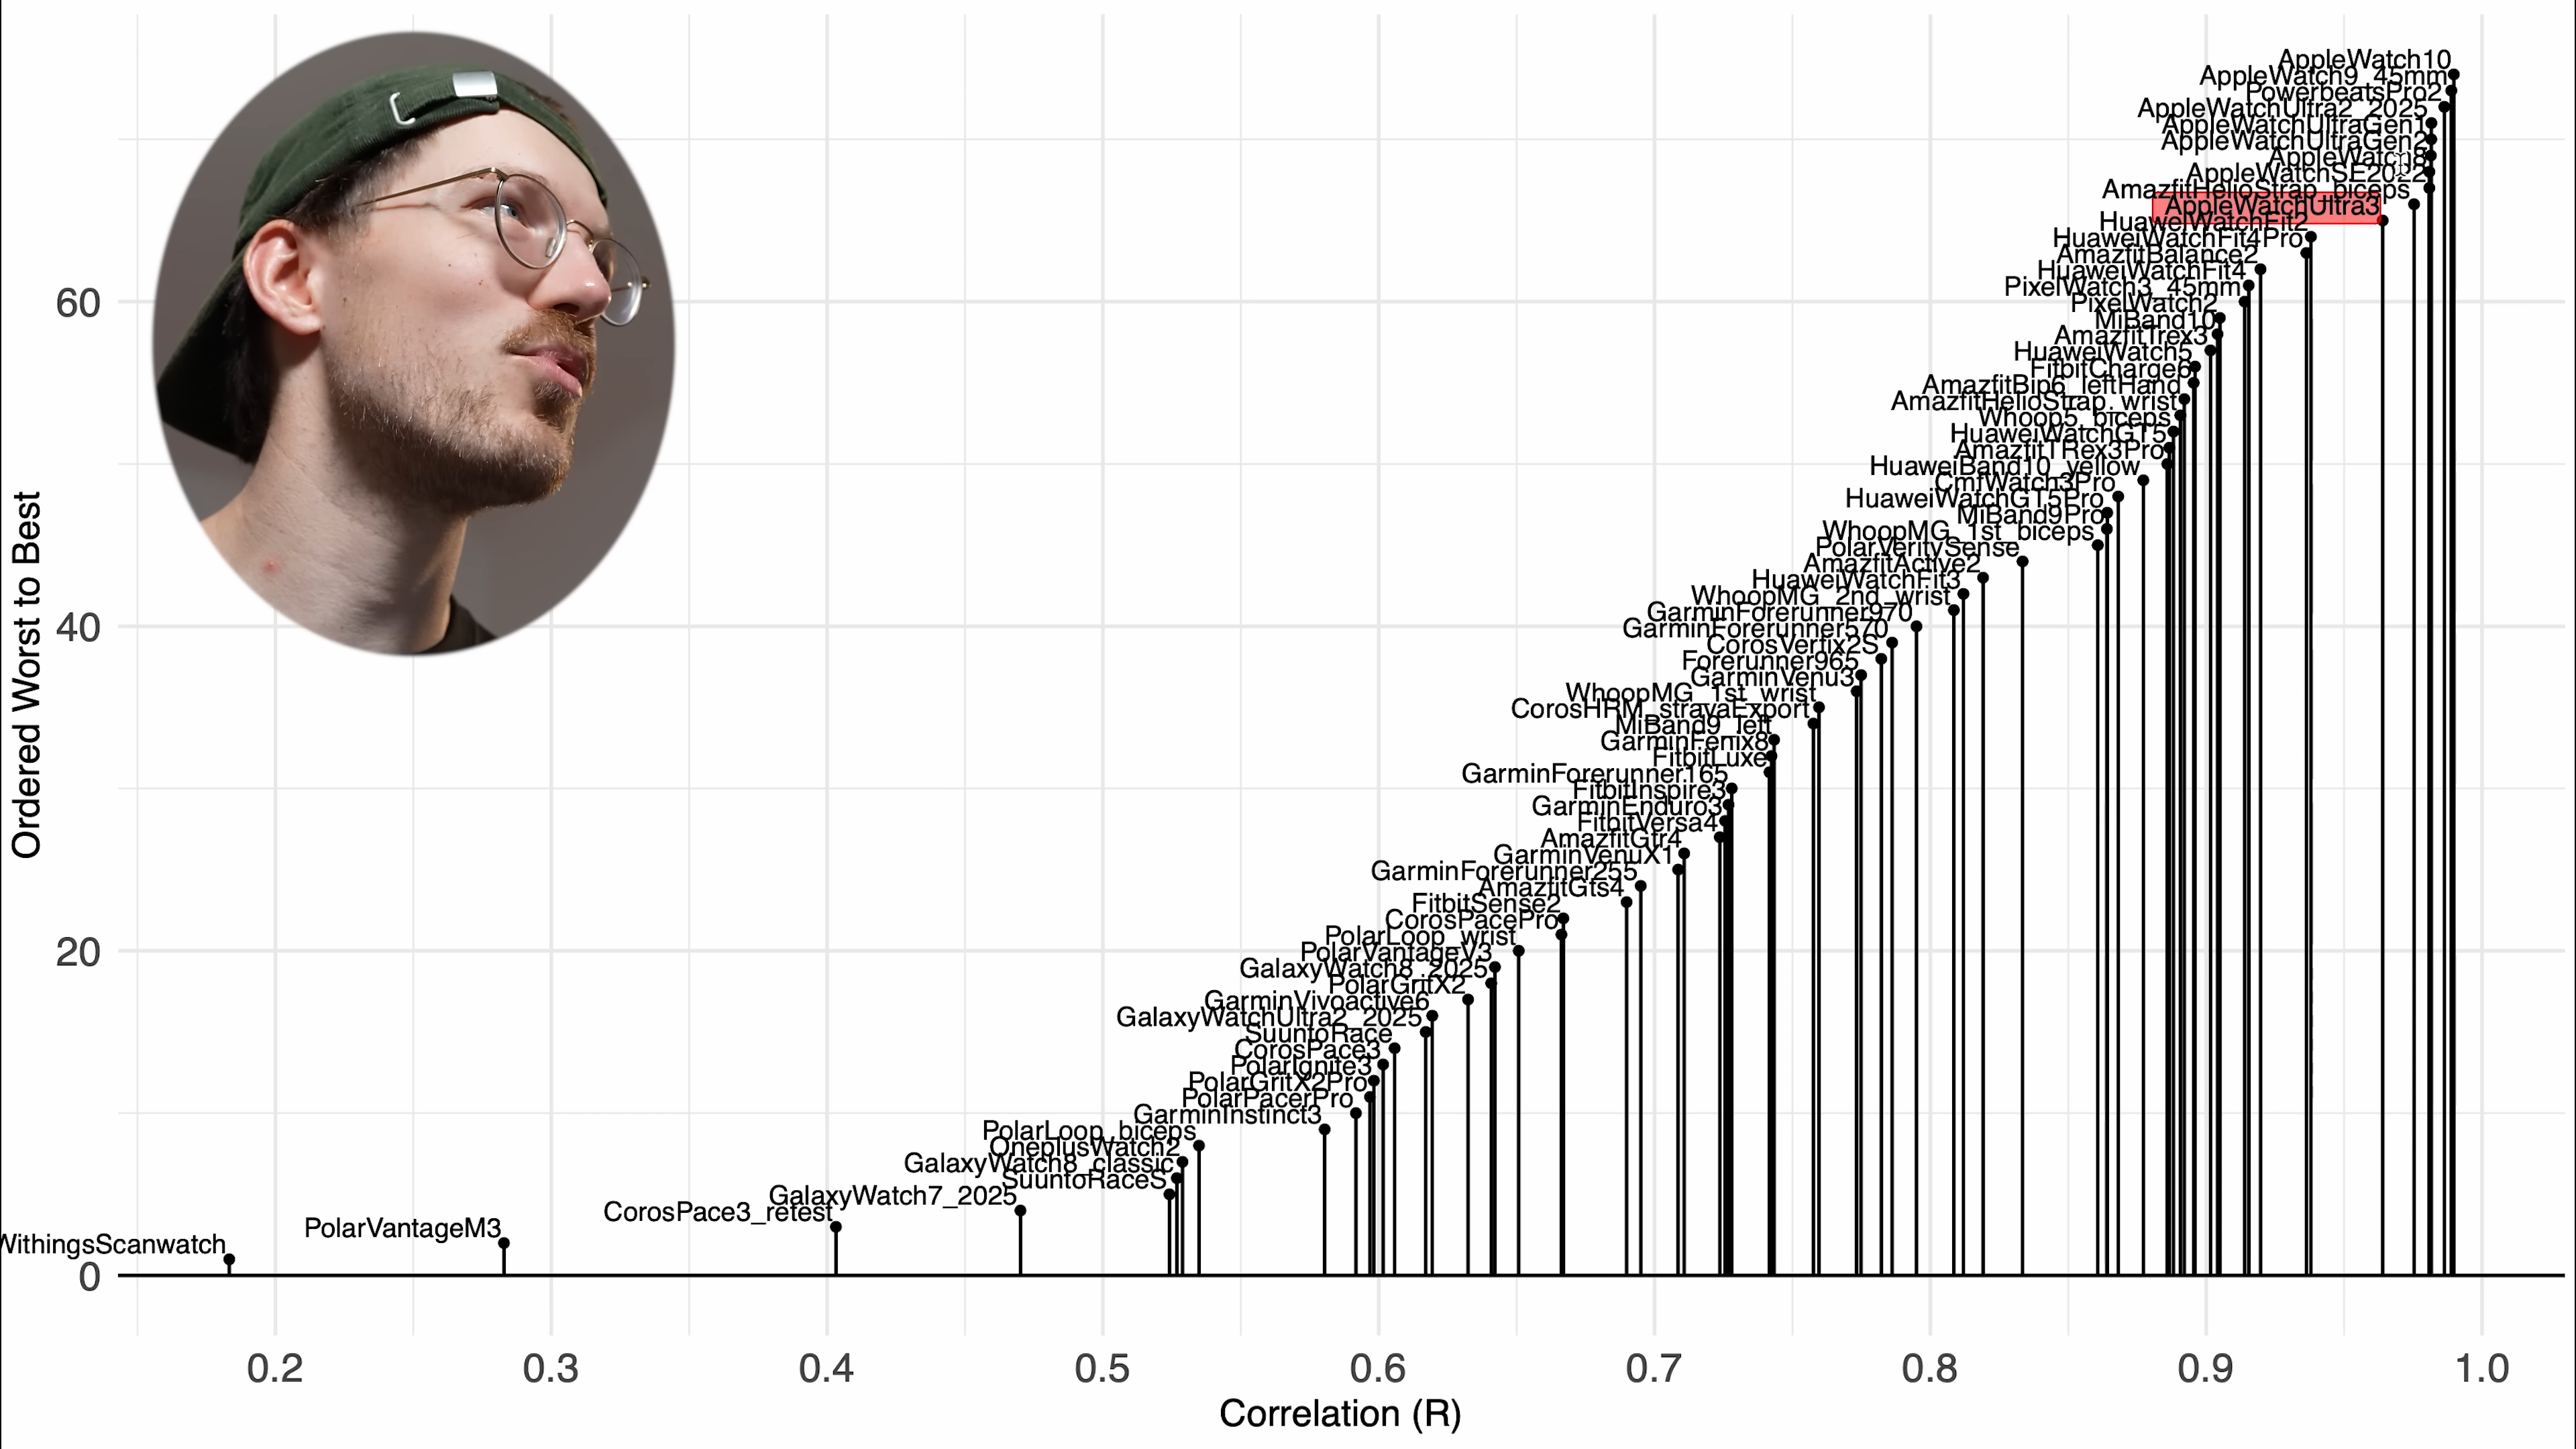 AppleWatch10
AppleWatch9_45mm
PowerbeatsPro2
AppleWatchUltra2_2025
AppleWatchUltraGen1
AppleWatchUltraGen2
AppleWatch8
AppleWatchSE2022
AmazfitHelioStrap_biceps
AppleWatchUltra3
HuaweiWatchFit2
HuaweiWatchFit4Pro
AmazfitBalance2
HuaweiWatchFit4
PixelWatch3_45mm
60
PixelWatch2
MiBand10
AmazfitTrex3
HuaweiWatch5
FitbitCharge6
AmazfitBip6_leftHand
AmazfitHelioStrap_wrist
Whoop5_biceps
HuaweiWatchGT5
AmazfitTRex3Pro
HuaweiBand10_yellow
CmfWatch3Pro
HuaweiWatchGT5Pro
MiBand9Pro
WhoopMG_1st_biceps
PolarVeritySense
AmazfitActive2
HuaweiWatchFit3
WhoopMG_2nd_wrist
GarminForerunner970
40
GarminForerunner570
CorosVertix2S
Forerunner965
GarminVenu3
WhoopMG_1st_wrist
CorosHRM_stravaExport
MiBand9_left
GarminFenix8
FitbitLuxe
GarminForerunner165
FitbitInspire3
GarminEnduro3
FitbitVersa4
AmazfitGtr4
GarminVenuX1
GarminForerunner255
AmazfitGts4
FitbitSense2
CorosPacePro
PolarLoop_wrist
20
PolarVantageV3
GalaxyWatch8_2025
PolarGritX2
GarminVivoactive6
GalaxyWatchUltra2_2025
SuuntoRace
CorosPace3
PolarIgnite3
PolarGritX2Pro
PolarPacerPro
GarminInstinct3
PolarLoop_biceps
OneplusWatch2
GalaxyWatch8_classic
SuuntoRaceS
GalaxyWatch7_2025
CorosPace3_retest
PolarVantageM3
WithingsScanwatch
0
Ordered Worst to Best
0.2 0.3 0.4 0.5 0.6 0.7 0.8 0.9 1.0
Correlation (R)